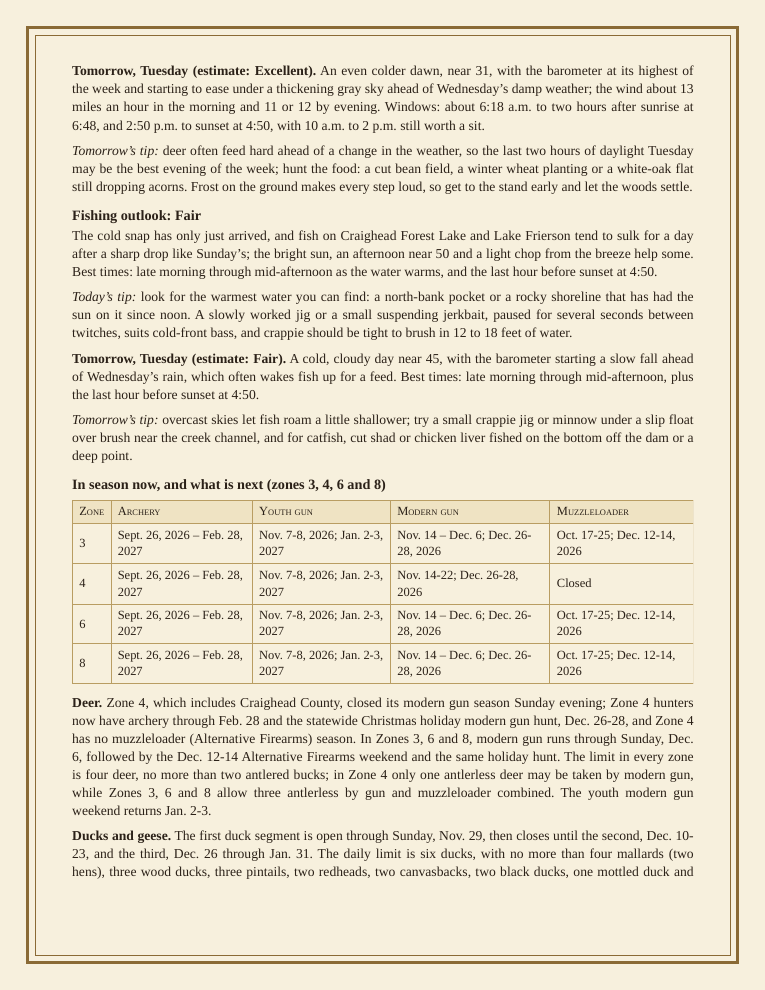 Tomorrow, Tuesday (estimate: Excellent). An even colder dawn, near 31, with the barometer at its highest of
the week and starting to ease under a thickening gray sky ahead of Wednesday’s damp weather; the wind about 13
miles an hour in the morning and 11 or 12 by evening. Windows: about 6:18 a.m. to two hours after sunrise at
6:48, and 2:50 p.m. to sunset at 4:50, with 10 a.m. to 2 p.m. still worth a sit.
Tomorrow’s tip: deer often feed hard ahead of a change in the weather, so the last two hours of daylight Tuesday
may be the best evening of the week; hunt the food: a cut bean field, a winter wheat planting or a white-oak flat
still dropping acorns. Frost on the ground makes every step loud, so get to the stand early and let the woods settle.
Fishing outlook: Fair
The cold snap has only just arrived, and fish on Craighead Forest Lake and Lake Frierson tend to sulk for a day
after a sharp drop like Sunday’s; the bright sun, an afternoon near 50 and a light chop from the breeze help some.
Best times: late morning through mid-afternoon as the water warms, and the last hour before sunset at 4:50.
Today’s tip: look for the warmest water you can find: a north-bank pocket or a rocky shoreline that has had the
sun on it since noon. A slowly worked jig or a small suspending jerkbait, paused for several seconds between
twitches, suits cold-front bass, and crappie should be tight to brush in 12 to 18 feet of water.
Tomorrow, Tuesday (estimate: Fair). A cold, cloudy day near 45, with the barometer starting a slow fall ahead
of Wednesday’s rain, which often wakes fish up for a feed. Best times: late morning through mid-afternoon, plus
the last hour before sunset at 4:50.
Tomorrow’s tip: overcast skies let fish roam a little shallower; try a small crappie jig or minnow under a slip float
over brush near the creek channel, and for catfish, cut shad or chicken liver fished on the bottom off the dam or a
deep point.
In season now, and what is next (zones 3, 4, 6 and 8)
Zone Archery Youth gun Modern gun Muzzleloader
3 Sept. 26, 2026 – Feb. 28, 2027 Nov. 7-8, 2026; Jan. 2-3, 2027 Nov. 14 – Dec. 6; Dec. 26-28, 2026 Oct. 17-25; Dec. 12-14, 2026
4 Sept. 26, 2026 – Feb. 28, 2027 Nov. 7-8, 2026; Jan. 2-3, 2027 Nov. 14-22; Dec. 26-28, 2026 Closed
6 Sept. 26, 2026 – Feb. 28, 2027 Nov. 7-8, 2026; Jan. 2-3, 2027 Nov. 14 – Dec. 6; Dec. 26-28, 2026 Oct. 17-25; Dec. 12-14, 2026
8 Sept. 26, 2026 – Feb. 28, 2027 Nov. 7-8, 2026; Jan. 2-3, 2027 Nov. 14 – Dec. 6; Dec. 26-28, 2026 Oct. 17-25; Dec. 12-14, 2026
Deer. Zone 4, which includes Craighead County, closed its modern gun season Sunday evening; Zone 4 hunters
now have archery through Feb. 28 and the statewide Christmas holiday modern gun hunt, Dec. 26-28, and Zone 4
has no muzzleloader (Alternative Firearms) season. In Zones 3, 6 and 8, modern gun runs through Sunday, Dec.
6, followed by the Dec. 12-14 Alternative Firearms weekend and the same holiday hunt. The limit in every zone
is four deer, no more than two antlered bucks; in Zone 4 only one antlerless deer may be taken by modern gun,
while Zones 3, 6 and 8 allow three antlerless by gun and muzzleloader combined. The youth modern gun
weekend returns Jan. 2-3.
Ducks and geese. The first duck segment is open through Sunday, Nov. 29, then closes until the second, Dec. 10-
23, and the third, Dec. 26 through Jan. 31. The daily limit is six ducks, with no more than four mallards (two
hens), three wood ducks, three pintails, two redheads, two canvasbacks, two black ducks, one mottled duck and